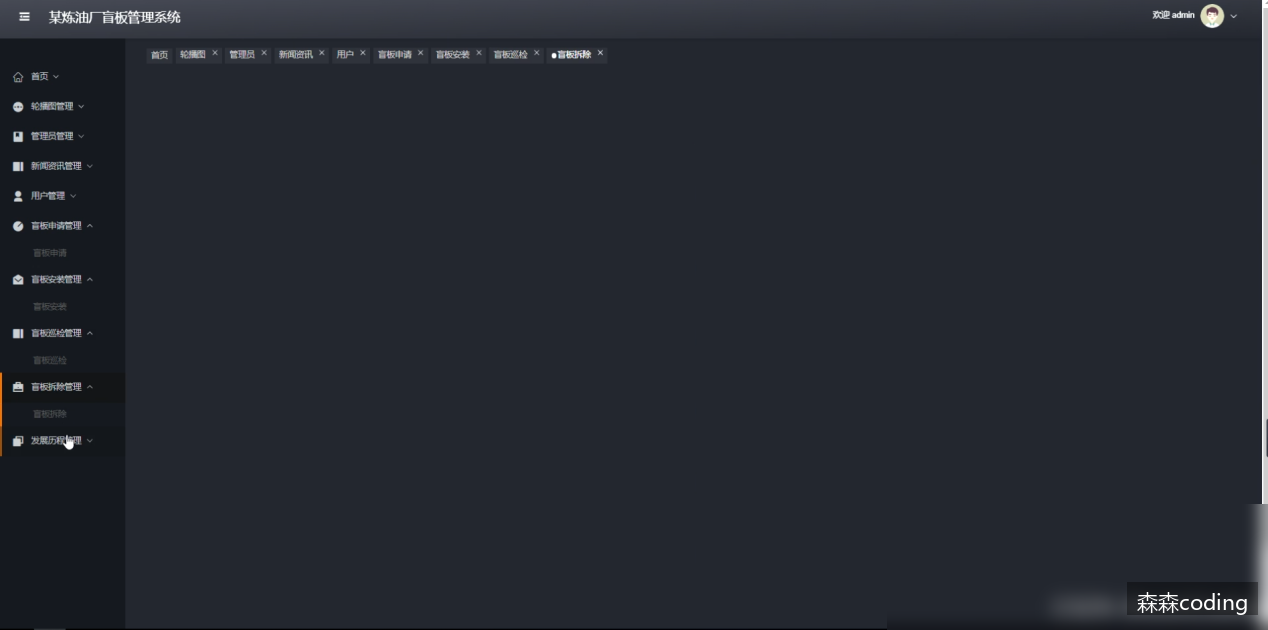 某炼油厂盲板管理系统
欢迎 admin
首页 轮播图 管理员 新闻资讯 用户 盲板申请 盲板安装 盲板巡检 盲板拆除
首页
轮播图管理
管理员管理
新闻资讯管理
用户管理
盲板申请管理
盲板申请
盲板安装管理
盲板安装
盲板巡检管理
盲板巡检
盲板拆除管理
盲板拆除
发展历程管理
森森coding